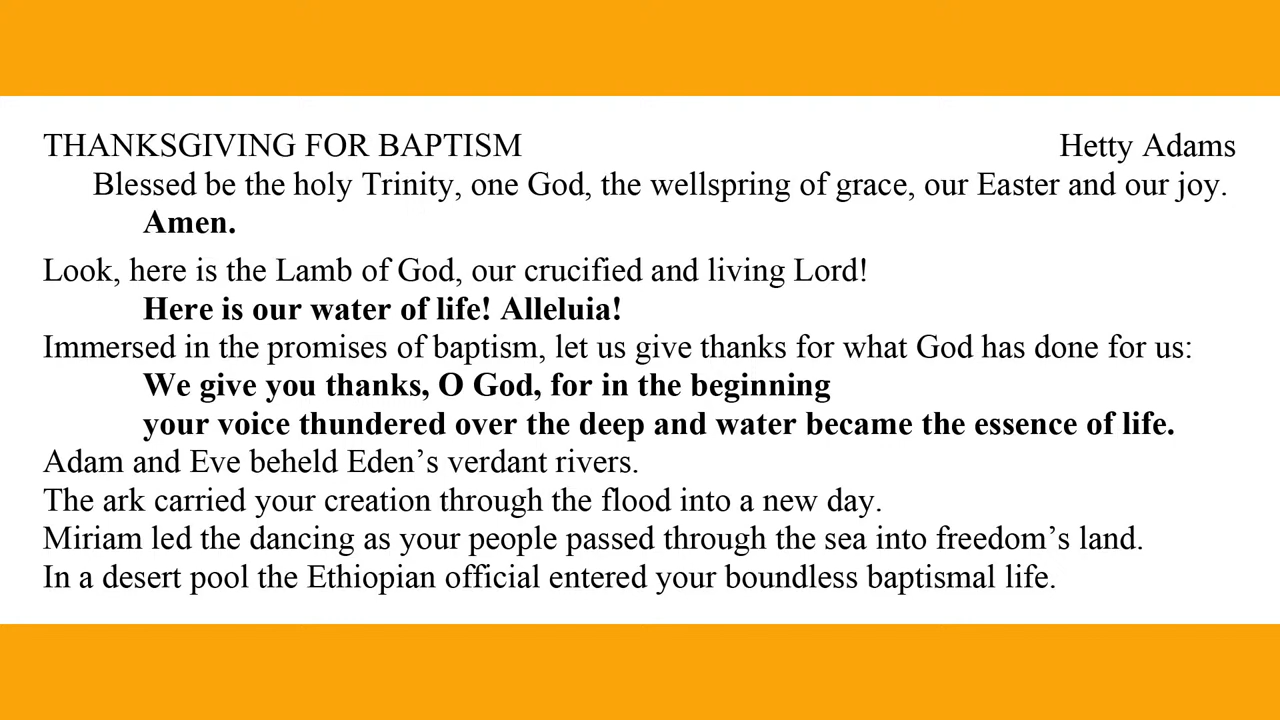 THANKSGIVING FOR BAPTISM Hetty Adams
Blessed be the holy Trinity, one God, the wellspring of grace, our Easter and our joy.
Amen.
Look, here is the Lamb of God, our crucified and living Lord!
Here is our water of life! Alleluia!
Immersed in the promises of baptism, let us give thanks for what God has done for us:
We give you thanks, O God, for in the beginning
your voice thundered over the deep and water became the essence of life.
Adam and Eve beheld Eden’s verdant rivers.
The ark carried your creation through the flood into a new day.
Miriam led the dancing as your people passed through the sea into freedom’s land.
In a desert pool the Ethiopian official entered your boundless baptismal life.